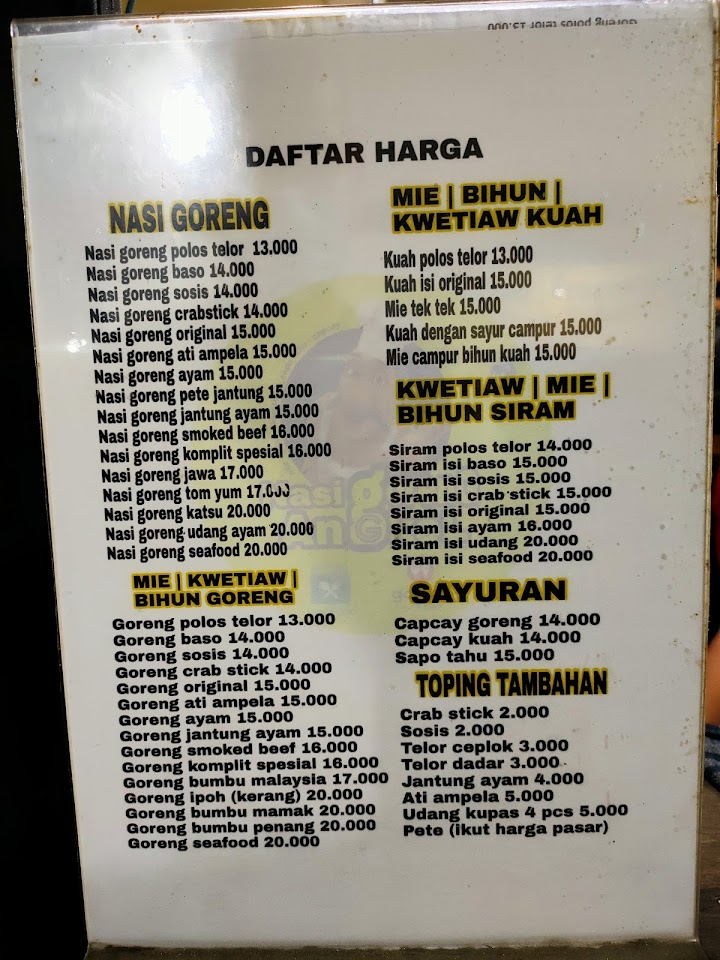 DAFTAR HARGA
NASI GORENG
Nasi goreng polos telor 13.000
Nasi goreng baso 14.000
Nasi goreng sosis 14.000
Nasi goreng crabstick 14.000
Nasi goreng original 15.000
Nasi goreng ati ampela 15.000
Nasi goreng ayam 15.000
Nasi goreng pete jantung 15.000
Nasi goreng jantung ayam 15.000
Nasi goreng smoked beef 16.000
Nasi goreng komplit spesial 16.000
Nasi goreng jawa 17.000
Nasi goreng tom yum 17.000
Nasi goreng katsu 20.000
Nasi goreng udang ayam 20.000
Nasi goreng seafood 20.000
MIE | KWETIAW |
BIHUN GORENG
Goreng polos telor 13.000
Goreng baso 14.000
Goreng sosis 14.000
Goreng crab stick 14.000
Goreng original 15.000
Goreng ati ampela 15.000
Goreng ayam 15.000
Goreng jantung ayam 15.000
Goreng smoked beef 16.000
Goreng komplit spesial 16.000
Goreng bumbu malaysia 17.000
Goreng ipoh (kerang) 20.000
Goreng bumbu mamak 20.000
Goreng bumbu penang 20.000
Goreng seafood 20.000
MIE | BIHUN |
KWETIAW KUAH
Kuah polos telor 13.000
Kuah isi original 15.000
Mie tek tek 15.000
Kuah dengan sayur campur 15.000
Mie campur bihun kuah 15.000
KWETIAW | MIE |
BIHUN SIRAM
Siram polos telor 14.000
Siram isi baso 15.000
Siram isi sosis 15.000
Siram isi crab stick 15.000
Siram isi original 15.000
Siram isi ayam 16.000
Siram isi udang 20.000
Siram isi seafood 20.000
SAYURAN
Capcay goreng 14.000
Capcay kuah 14.000
Sapo tahu 15.000
TOPING TAMBAHAN
Crab stick 2.000
Sosis 2.000
Telor ceplok 3.000
Telor dadar 3.000
Jantung ayam 4.000
Ati ampela 5.000
Udang kupas 4 pcs 5.000
Pete (ikut harga pasar)